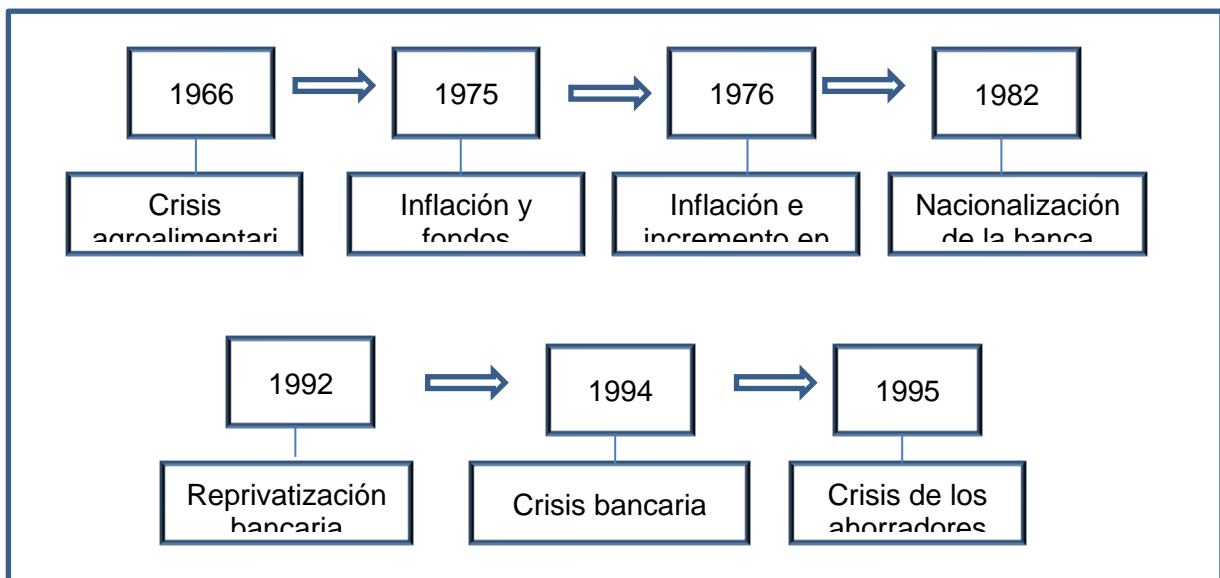 1966
1975
1976
1982
Crisis
agroalimentari
Inflación y
fondos
Inflación e
incremento en
Nacionalización
de la banca
1992
1994
1995
Reprivatización
bancaria
Crisis bancaria
Crisis de los
ahorradores